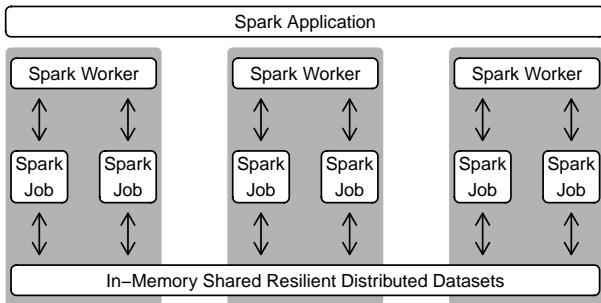 Spark Application
Spark Worker
Spark Worker
Spark Worker
Spark
Job
Spark
Job
Spark
Job
Spark
Job
Spark
Job
Spark
Job
In−Memory Shared Resilient Distributed Datasets